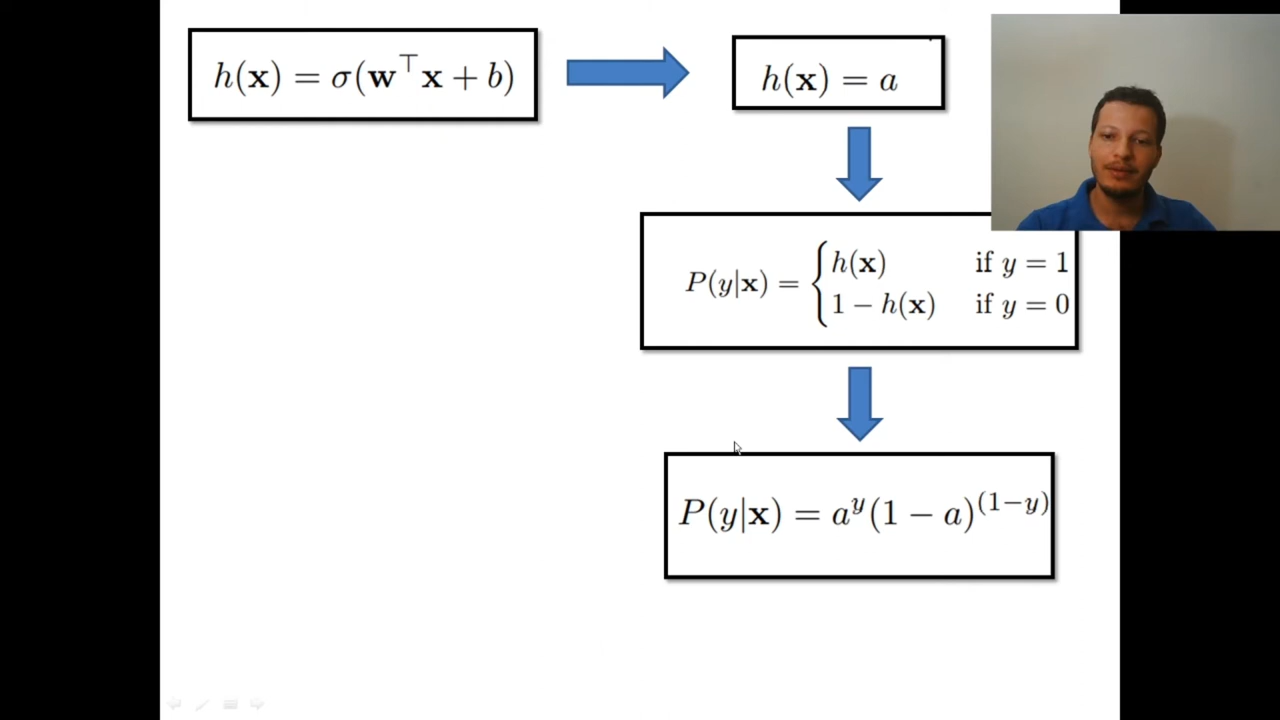 h(𝐱) = σ(𝐰^⊤𝐱 + b)
h(𝐱) = a
P(y|𝐱) = { h(𝐱) if y = 1
1 − h(𝐱) if y = 0
P(y|𝐱) = a^y(1 − a)^(1−y)